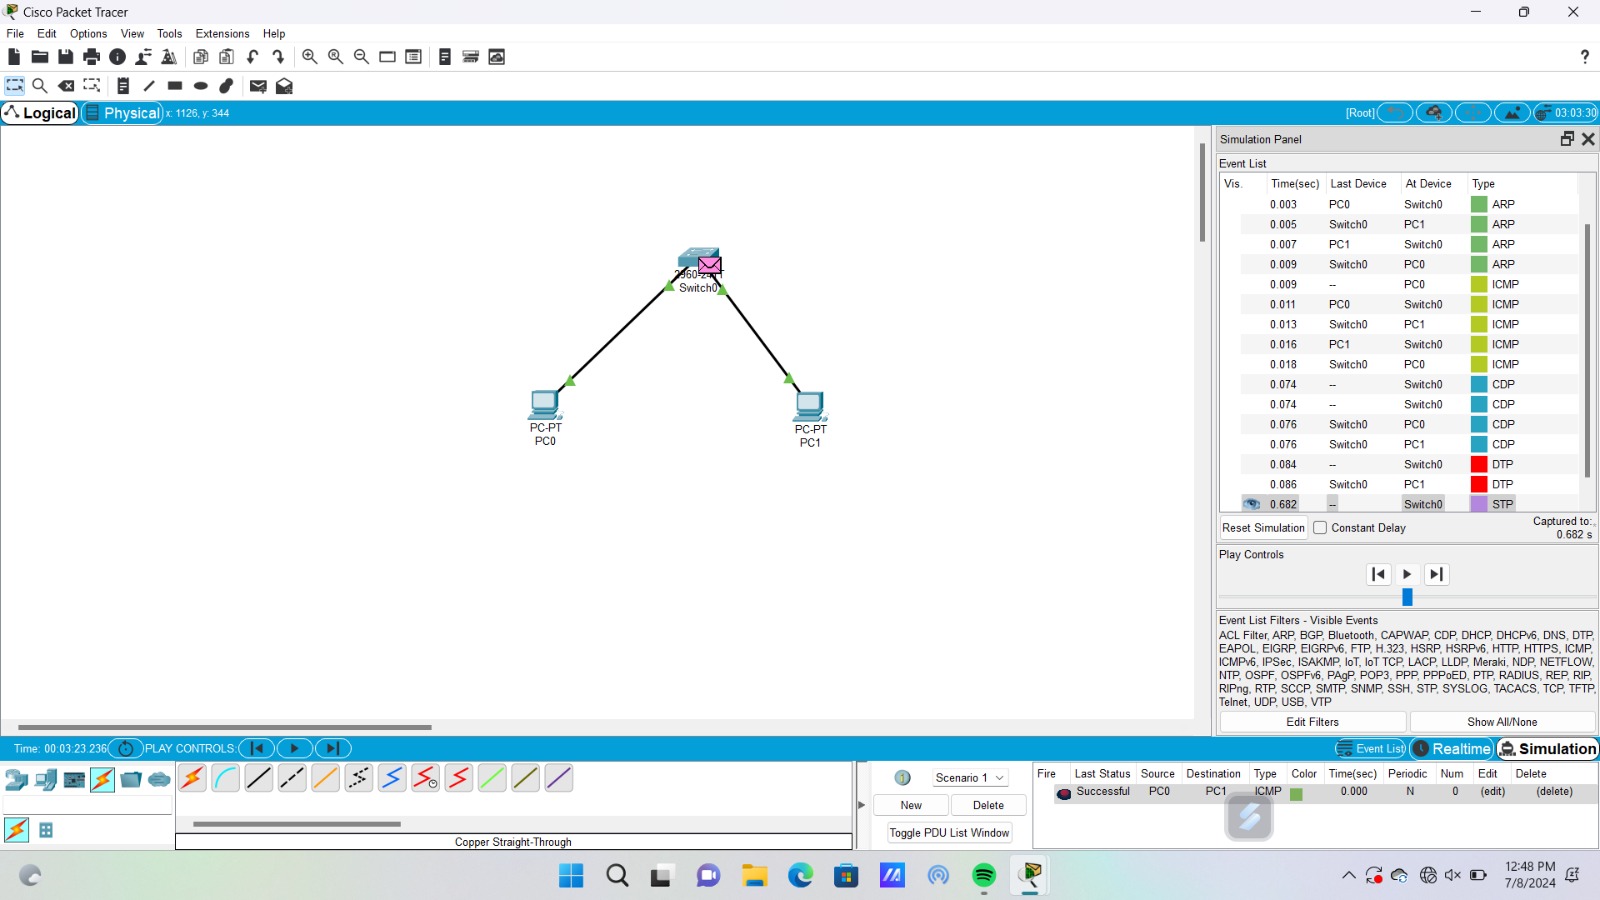 Cisco Packet Tracer
File Edit Options View Tools Extensions Help
?
Logical Physical x: 1126, y: 344 [Root] 03:03:30
Simulation Panel
Event List
Vis. Time(sec) Last Device At Device Type
0.003 PC0 Switch0 ARP
0.005 Switch0 PC1 ARP
0.007 PC1 Switch0 ARP
0.009 Switch0 PC0 ARP
0.009 -- PC0 ICMP
0.011 PC0 Switch0 ICMP
0.013 Switch0 PC1 ICMP
0.016 PC1 Switch0 ICMP
0.018 Switch0 PC0 ICMP
0.074 -- Switch0 CDP
0.074 -- Switch0 CDP
0.076 Switch0 PC0 CDP
0.076 Switch0 PC1 CDP
0.084 -- Switch0 DTP
0.086 Switch0 PC1 DTP
0.682 -- Switch0 STP
Switch0
PC-PT
PC0
PC-PT
PC1
Reset Simulation Constant Delay Captured to:
0.682 s
Play Controls
Event List Filters - Visible Events
ACL Filter, ARP, BGP, Bluetooth, CAPWAP, CDP, DHCP, DHCPv6, DNS, DTP,
EAPOL, EIGRP, EIGRPv6, FTP, H.323, HSRP, HSRPv6, HTTP, HTTPS, ICMP,
ICMPv6, IPSec, ISAKMP, IoT, IoT TCP, LACP, LLDP, Meraki, NDP, NETFLOW,
NTP, OSPF, OSPFv6, PAgP, POP3, PPP, PPPoED, PTP, RADIUS, REP, RIP,
RIPng, RTP, SCCP, SMTP, SNMP, SSH, STP, SYSLOG, TACACS, TCP, TFTP,
Telnet, UDP, USB, VTP
Edit Filters Show All/None
Time: 00:03:23.236 PLAY CONTROLS: Event List Realtime Simulation
Scenario 1
New Delete
Toggle PDU List Window
Fire Last Status Source Destination Type Color Time(sec) Periodic Num Edit Delete
Successful PC0 PC1 ICMP 0.000 N 0 (edit) (delete)
Copper Straight-Through
12:48 PM
7/8/2024